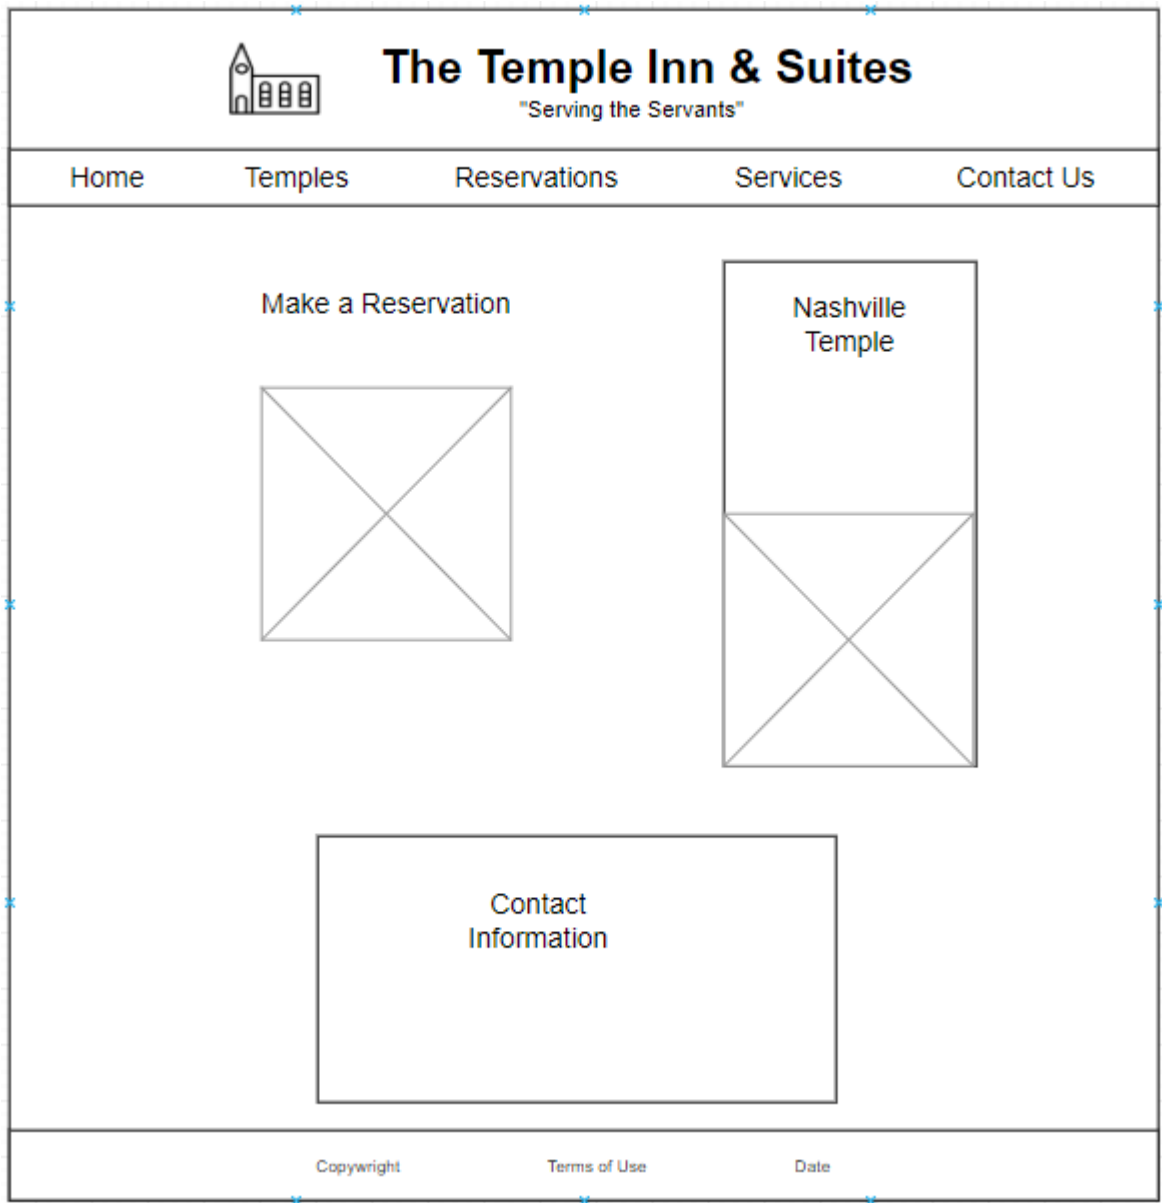 The Temple Inn & Suites
"Serving the Servants"
Home Temples Reservations Services Contact Us
Make a Reservation
Nashville
Temple
Contact
Information
Copywright Terms of Use Date